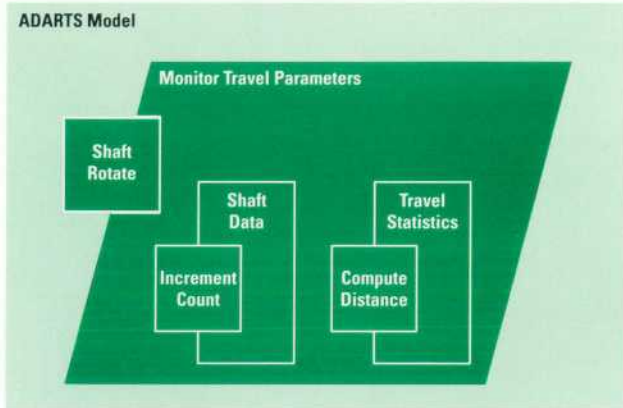 ADARTS Model
Monitor Travel Parameters
Shaft
Rotate
Shaft
Data
Travel
Statistics
Increment
Count
Compute
Distance